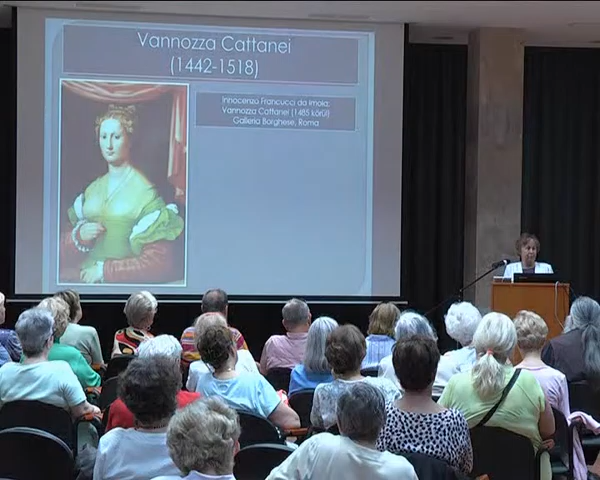 Vannozza Cattanei
(1442-1518)
Innocenzo Francucci da Imola:
Vannozza Cattanei (1485 körül)
Galleria Borghese, Roma